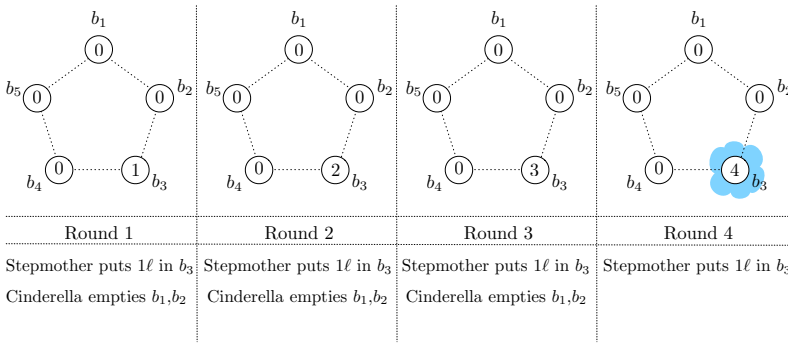 b₁ b₁ b₁ b₁
0 0 0 0
b₅ 0 0 b₂ b₅ 0 0 b₂ b₅ 0 0 b₂ b₅ 0 0 b₂
0 1 0 2 0 3 0 4
b₄ b₃ b₄ b₃ b₄ b₃ b₄ b₃
Round 1 Round 2 Round 3 Round 4
Stepmother puts 1ℓ in b₃ Stepmother puts 1ℓ in b₃ Stepmother puts 1ℓ in b₃ Stepmother puts 1ℓ in b₃
Cinderella empties b₁,b₂ Cinderella empties b₁,b₂ Cinderella empties b₁,b₂